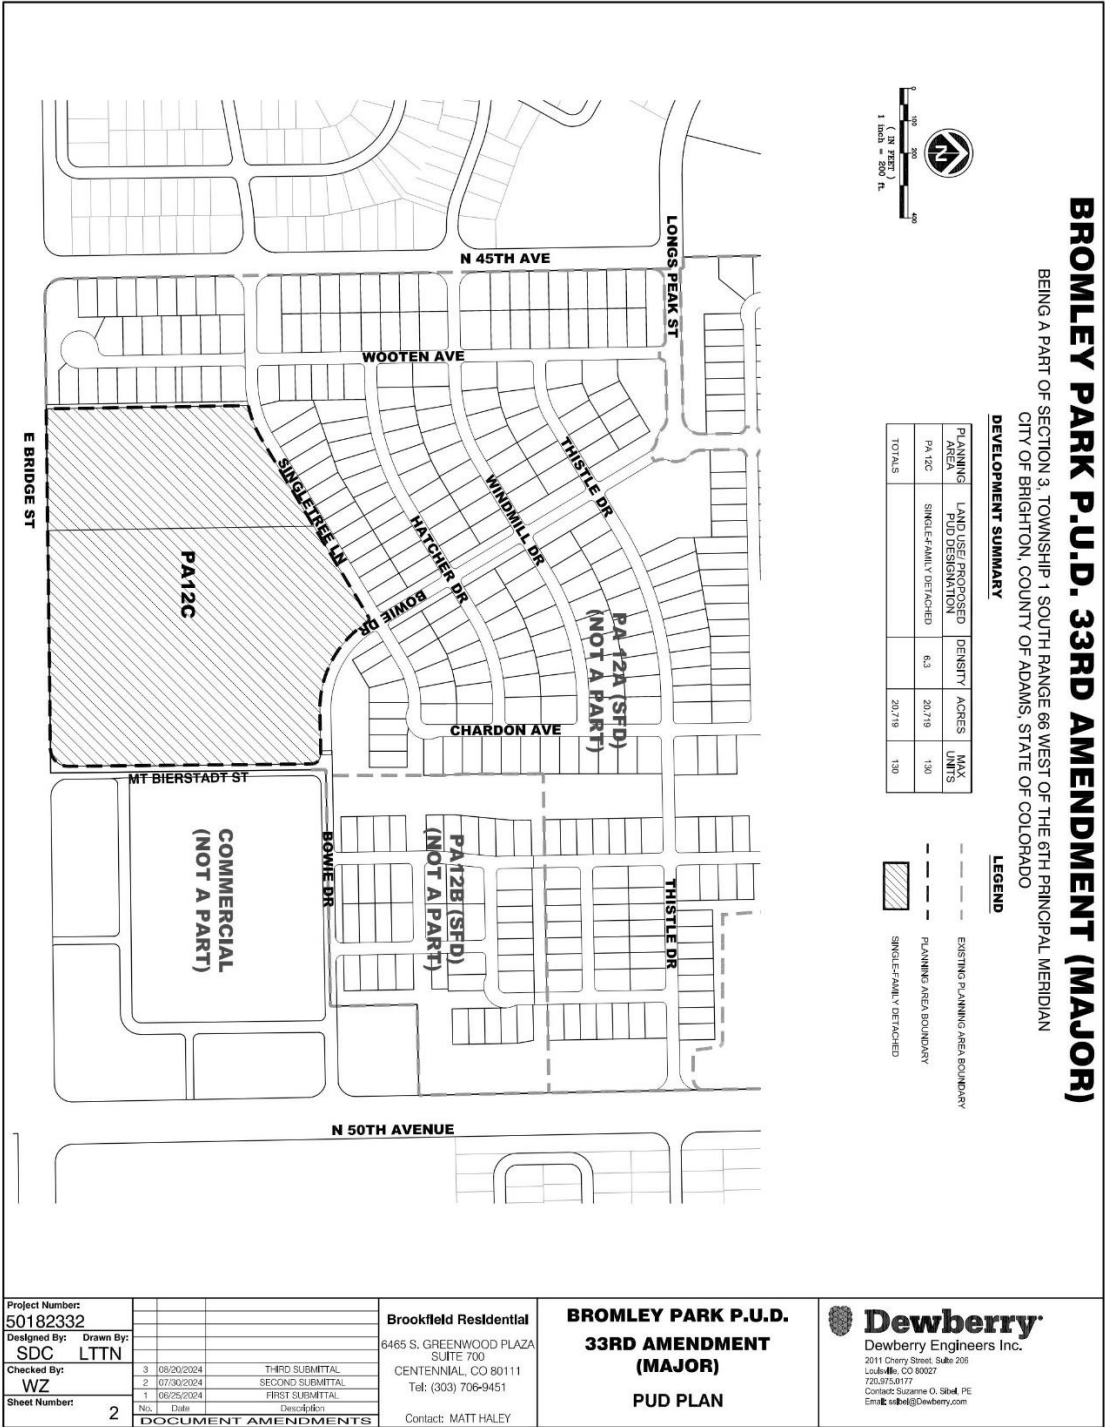 BROMLEY PARK P.U.D. 33RD AMENDMENT (MAJOR)
BEING A PART OF SECTION 3, TOWNSHIP 1 SOUTH RANGE 66 WEST OF THE 6TH PRINCIPAL MERIDIAN
CITY OF BRIGHTON, COUNTY OF ADAMS, STATE OF COLORADO
DEVELOPMENT SUMMARY
PLANNING AREA LAND USE/ PROPOSED PUD DESIGNATION DENSITY ACRES MAX UNITS
PA 12C SINGLE-FAMILY DETACHED 6.3 20.719 130
TOTALS 20.719 130
LEGEND
EXISTING PLANNING AREA BOUNDARY
PLANNING AREA BOUNDARY
SINGLE-FAMILY DETACHED
N
0 100 200 400
( IN FEET )
1 inch = 200 ft.
LONGS PEAK ST
N 45TH AVE
WOOTEN AVE
THISTLE DR
WINDMILL DR
SINGLETREE LN
HATCHER DR
BOWIE DR
E BRIDGE ST
PA12C
PA 12A (SFD)
(NOT A PART)
CHARDON AVE
MT BIERSTADT ST
COMMERCIAL
(NOT A PART)
BOWIE DR
PA12B (SFD)
(NOT A PART)
THISTLE DR
N 50TH AVENUE
Project Number:
50182332
Designed By: Drawn By:
SDC LTTN
Checked By:
WZ
Sheet Number:
2
3 08/20/2024 THIRD SUBMITTAL
2 07/30/2024 SECOND SUBMITTAL
1 06/25/2024 FIRST SUBMITTAL
No. Date Description
DOCUMENT AMENDMENTS
Brookfield Residential
6465 S. GREENWOOD PLAZA
SUITE 700
CENTENNIAL, CO 80111
Tel: (303) 706-9451
Contact: MATT HALEY
BROMLEY PARK P.U.D.
33RD AMENDMENT
(MAJOR)
PUD PLAN
Dewberry
Dewberry Engineers Inc.
2011 Cherry Street, Suite 206
Louisville, CO 80027
720.975.0177
Contact: Suzanne O. Sibel, PE
Email: ssibel@Dewberry.com